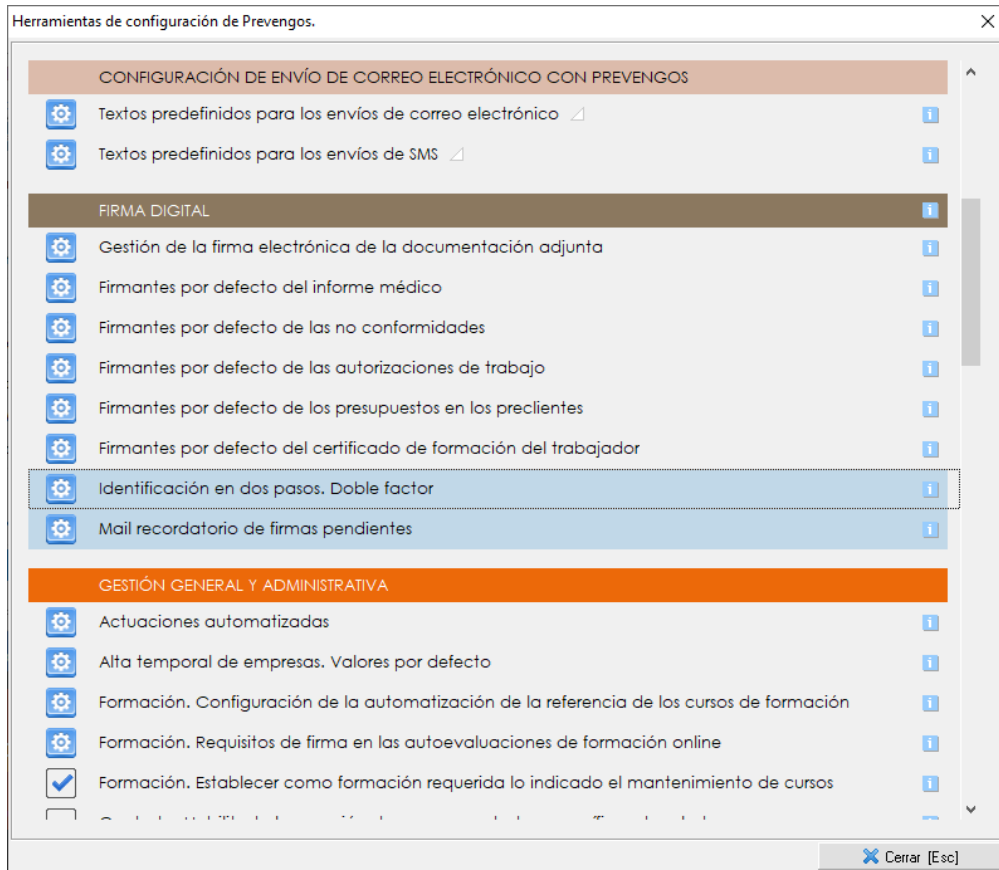 Herramientas de configuración de Prevengos.
CONFIGURACIÓN DE ENVÍO DE CORREO ELECTRÓNICO CON PREVENGOS
Textos predefinidos para los envíos de correo electrónico
Textos predefinidos para los envíos de SMS
FIRMA DIGITAL
Gestión de la firma electrónica de la documentación adjunta
Firmantes por defecto del informe médico
Firmantes por defecto de las no conformidades
Firmantes por defecto de las autorizaciones de trabajo
Firmantes por defecto de los presupuestos en los preclientes
Firmantes por defecto del certificado de formación del trabajador
Identificación en dos pasos. Doble factor
Mail recordatorio de firmas pendientes
GESTIÓN GENERAL Y ADMINISTRATIVA
Actuaciones automatizadas
Alta temporal de empresas. Valores por defecto
Formación. Configuración de la automatización de la referencia de los cursos de formación
Formación. Requisitos de firma en las autoevaluaciones de formación online
Formación. Establecer como formación requerida lo indicado el mantenimiento de cursos
Cerrar [Esc]